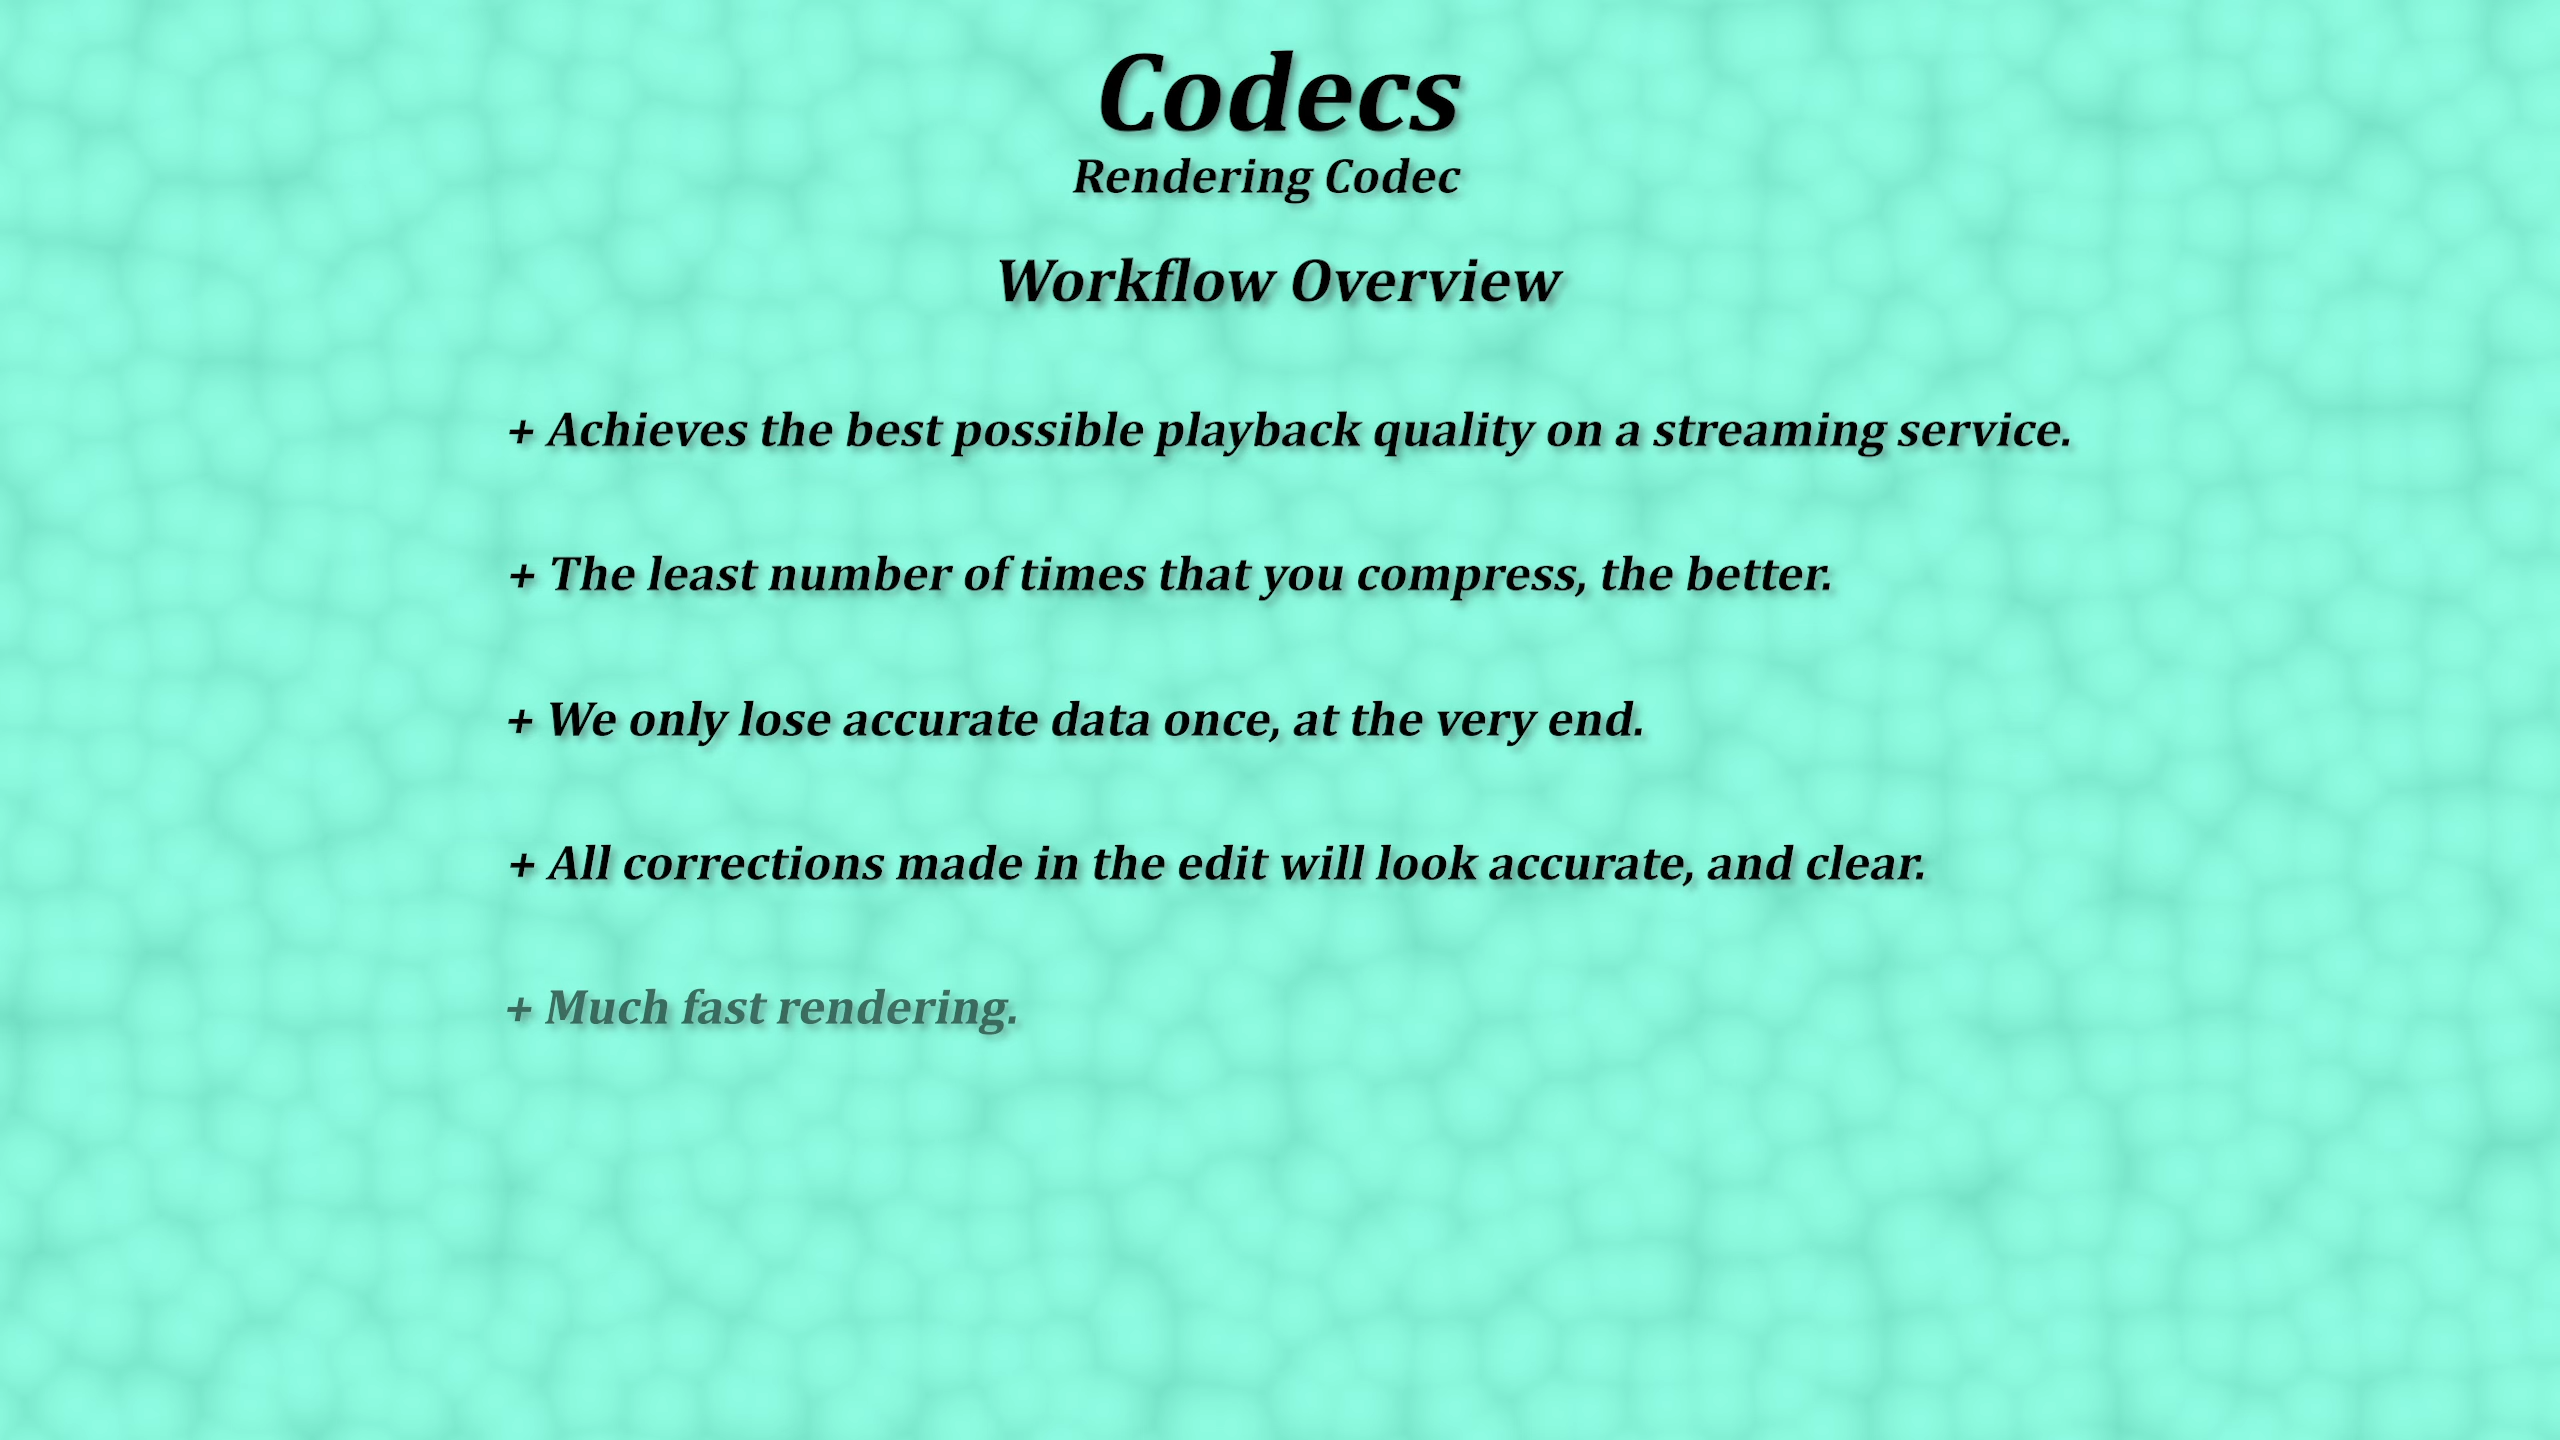 Codecs
Rendering Codec
Workflow Overview
+ Achieves the best possible playback quality on a streaming service.
+ The least number of times that you compress, the better.
+ We only lose accurate data once, at the very end.
+ All corrections made in the edit will look accurate, and clear.
+ Much fast rendering.